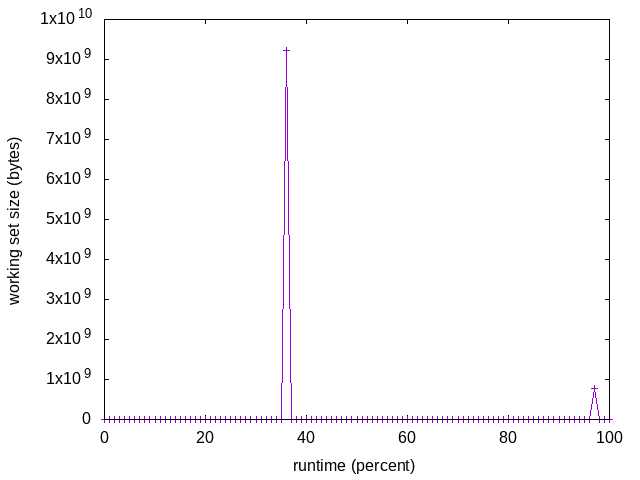 1x10^10
9x10^9
8x10^9
7x10^9
6x10^9
5x10^9
4x10^9
3x10^9
2x10^9
1x10^9
0
working set size (bytes)
0 20 40 60 80 100
runtime (percent)